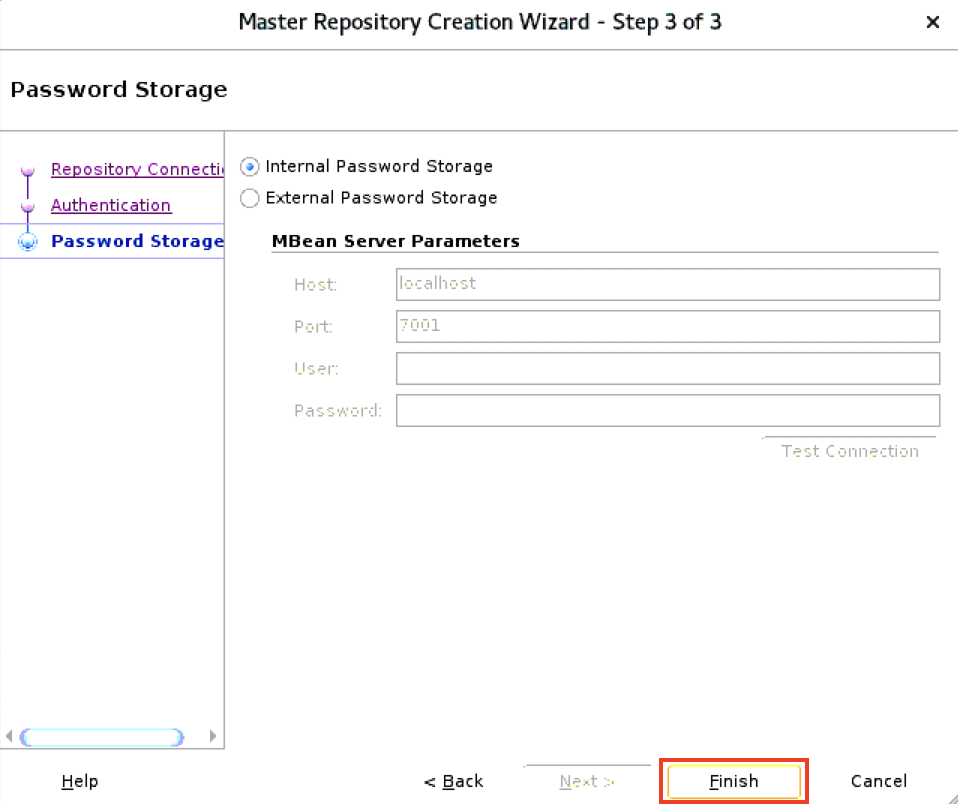 Master Repository Creation Wizard - Step 3 of 3
Password Storage
Repository Connecti
Authentication
Password Storage
Internal Password Storage
External Password Storage
MBean Server Parameters
Host: localhost
Port: 7001
User:
Password:
Test Connection
Help < Back Next > Finish Cancel